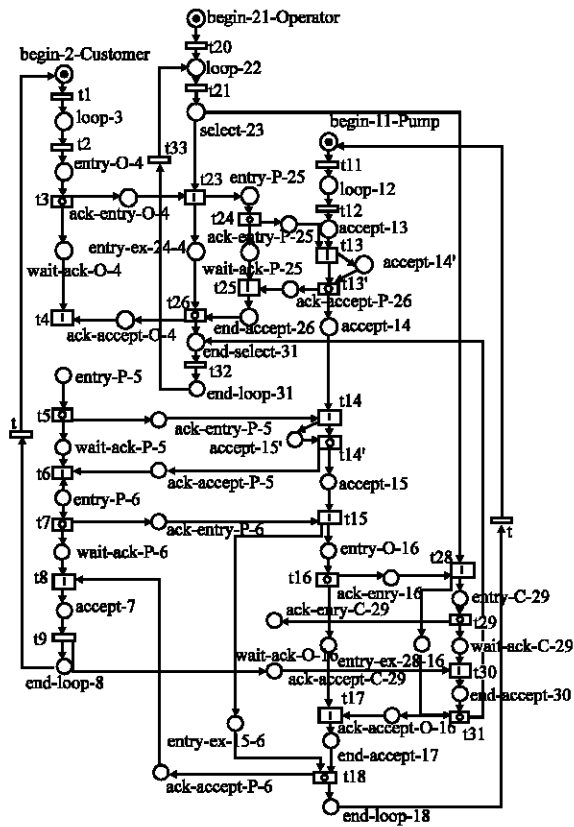 begin-21-Operator
t20
begin-2-Customer
loop-22
t21
t1
loop-3
select-23
begin-11-Pump
t2
t33
t11
entry-O-4
entry-P-25
loop-12
t23
t3
t12
ack-entry-O-4
t24
accept-13
ack-entry-P-25
t13
entry-ex-24-4
accept-14'
wait-ack-O-4
wait-ack-P-25
t13'
t25
ack-accept-P-26
t26
t4
end-accept-26
accept-14
ack-accept-O-4
end-select-31
t32
entry-P-5
end-loop-31
t
t5
t14
ack-entry-P-5
accept-15'
wait-ack-P-5
t14'
t6
ack-accept-P-5
accept-15
entry-P-6
t7
t15
t
ack-entry-P-6
wait-ack-P-6
entry-O-16
t28
t8
t16
ack-enry-16
entry-C-29
accept-7
ack-enry-C-29
t29
t9
wait-ack-O-16
entry-ex-28-16
wait-ack-C-29
end-loop-8
ack-accept-C-29
t30
t17
end-accept-30
ack-accept-O-16
t31
entry-ex-15-6
end-accept-17
ack-accept-P-6
t18
end-loop-18